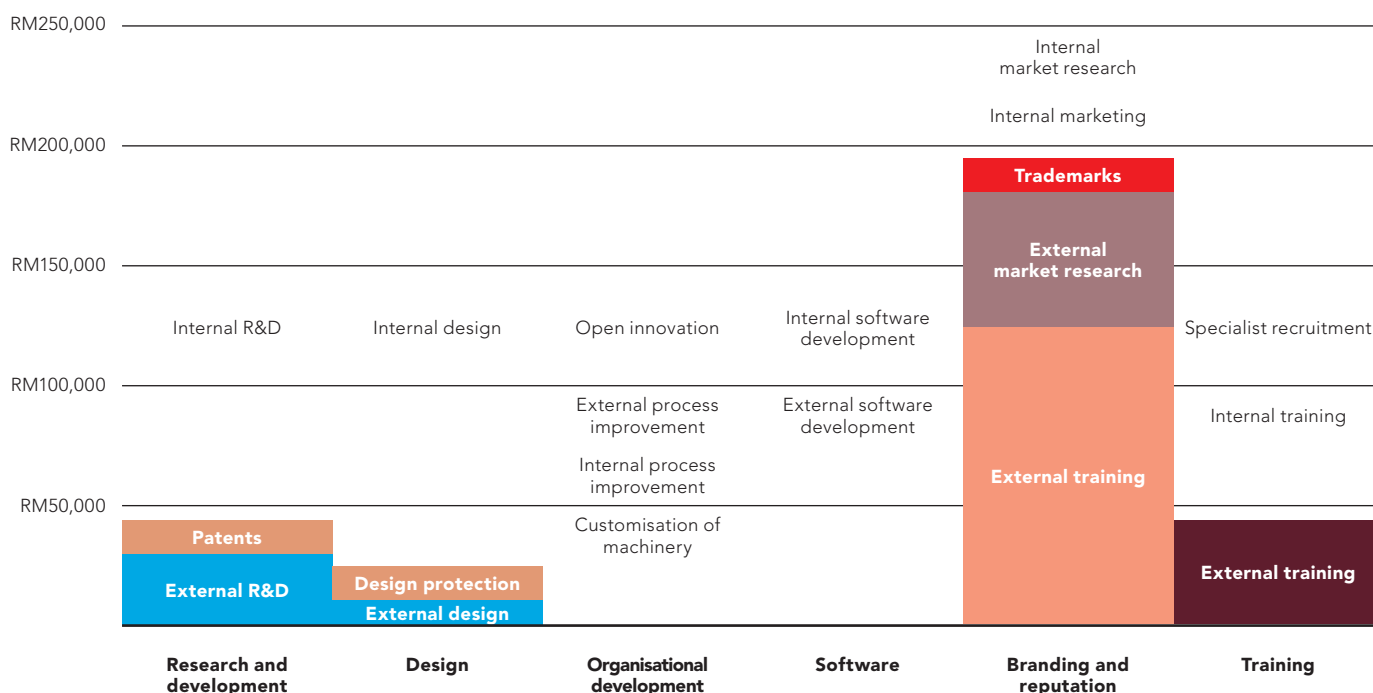 RM250,000
Internal
market research
Internal marketing
RM200,000
Trademarks
External
market research
RM150,000
Internal R&D
Internal design
Open innovation
Internal software
development
Specialist recruitment
RM100,000
External process
improvement
External software
development
Internal training
Internal process
improvement
External training
RM50,000
Customisation of
machinery
Patents
External R&D
Design protection
External design
External training
Research and
development
Design
Organisational
development
Software
Branding and
reputation
Training